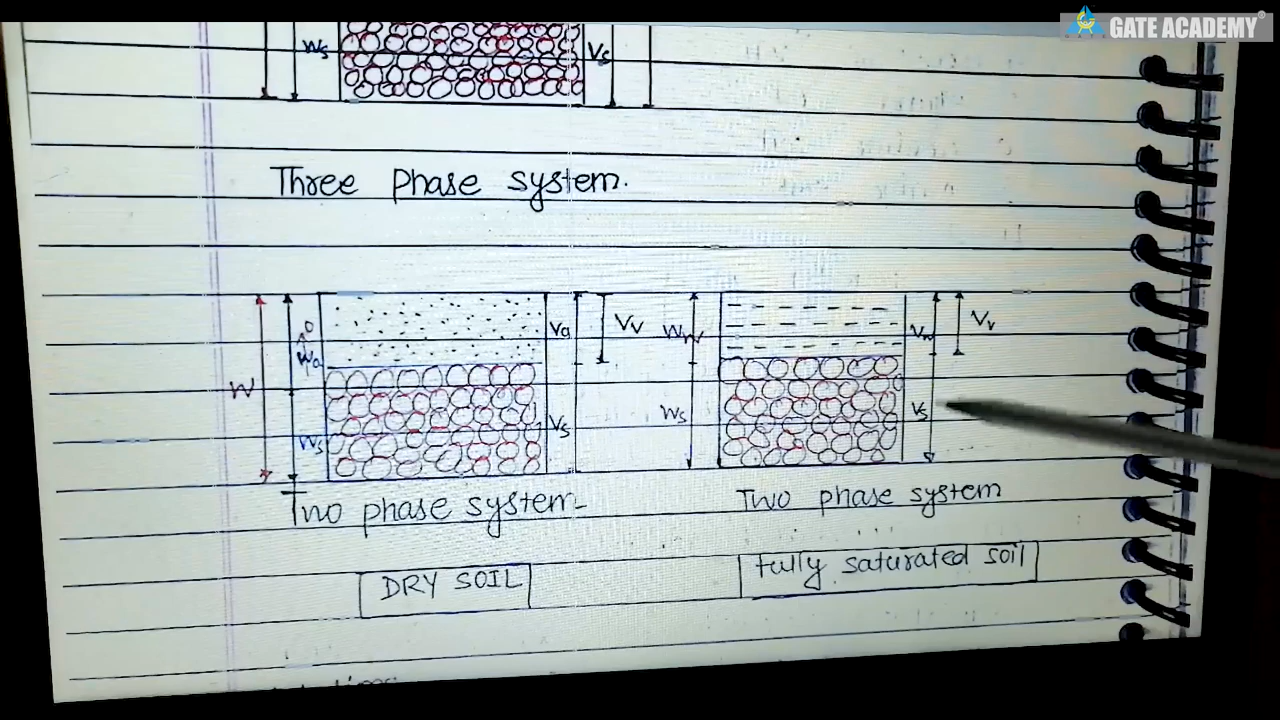 GATE ACADEMY
Ws Vs
Three phase system.
W Wa 0 Va Vv Ww Vw Vv
Ws Vs Ws Vs
Two phase system Two phase system
DRY SOIL Fully saturated soil